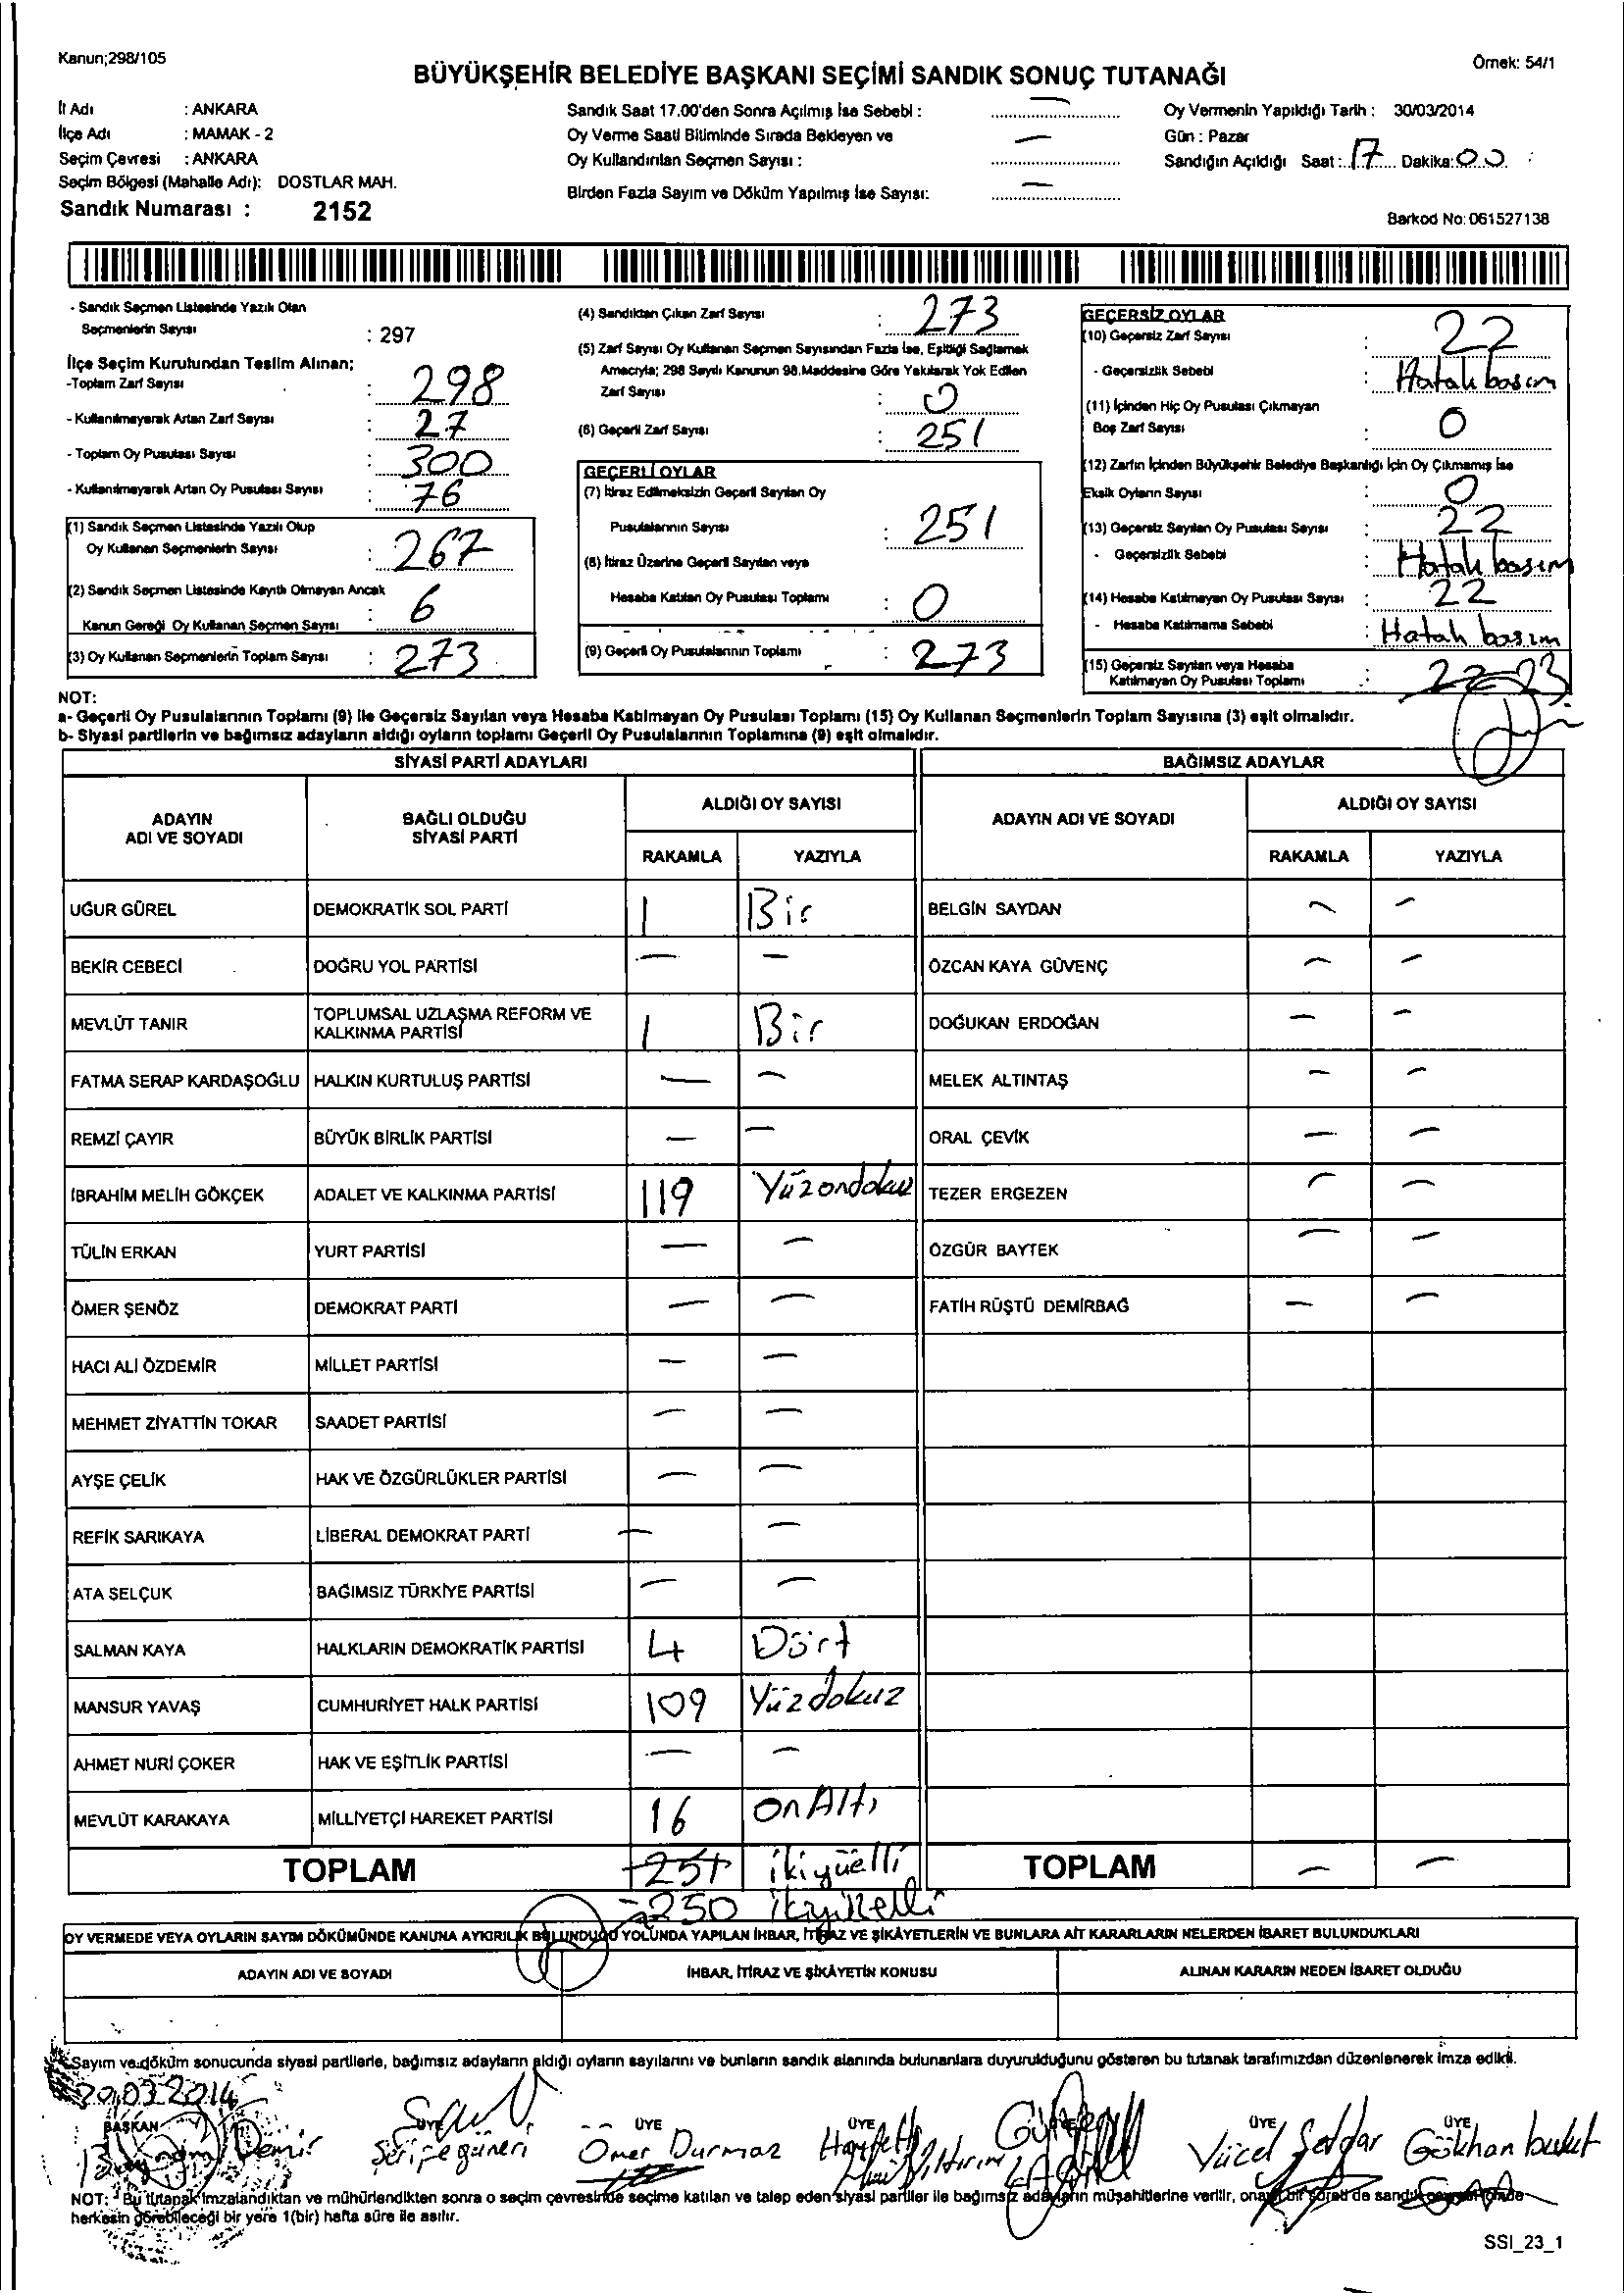 Kanun;298/105
Örnek: 54/1
BÜYÜKŞEHİR BELEDİYE BAŞKANI SEÇİMİ SANDIK SONUÇ TUTANAĞI
İl Adı : ANKARA
İlçe Adı : MAMAK - 2
Seçim Çevresi : ANKARA
Seçim Bölgesi (Mahalle Adı): DOSTLAR MAH.
Sandık Numarası : 2152
Sandık Saat 17.00'den Sonra Açılmış İse Sebebi : —
Oy Verme Saati Bitiminde Sırada Bekleyen ve
Oy Kullandırılan Seçmen Sayısı : —
Birden Fazla Sayım ve Döküm Yapılmış İse Sayısı: —
Oy Vermenin Yapıldığı Tarih : 30/03/2014
Gün : Pazar
Sandığın Açıldığı Saat : 17 Dakika: 00
Barkod No: 061527138
- Sandık Seçmen Listesinde Yazılı Olan
Seçmenlerin Sayısı : 297
İlçe Seçim Kurulundan Teslim Alınan;
-Toplam Zarf Sayısı : 298
- Kullanılmayarak Artan Zarf Sayısı : 27
- Toplam Oy Pusulası Sayısı : 300
- Kullanılmayarak Artan Oy Pusulası Sayısı : 76
(1) Sandık Seçmen Listesinde Yazılı Olup
Oy Kullanan Seçmenlerin Sayısı : 267
(2) Sandık Seçmen Listesinde Kayıtlı Olmayan Ancak
Kanun Gereği Oy Kullanan Seçmen Sayısı : 6
(3) Oy Kullanan Seçmenlerin Toplam Sayısı : 273
(4) Sandıktan Çıkan Zarf Sayısı : 273
(5) Zarf Sayısı Oy Kullanan Seçmen Sayısından Fazla İse, Eşitliği Sağlamak
Amacıyla; 298 Sayılı Kanunun 98.Maddesine Göre Yakılarak Yok Edilen
Zarf Sayısı : 0
(6) Geçerli Zarf Sayısı : 251
GEÇERLİ OYLAR
(7) İtiraz Edilmeksizin Geçerli Sayılan Oy
Pusulalarının Sayısı : 251
(8) İtiraz Üzerine Geçerli Sayılan veya
Hesaba Katılan Oy Pusulası Toplamı : 0
(9) Geçerli Oy Pusulalarının Toplamı : 273
GEÇERSİZ OYLAR
(10) Geçersiz Zarf Sayısı : 22
- Geçersizlik Sebebi : Hatalı basım
(11) İçinden Hiç Oy Pusulası Çıkmayan
Boş Zarf Sayısı : 0
(12) Zarfın İçinden Büyükşehir Belediye Başkanlığı İçin Oy Çıkmamış İse
Eksik Oyların Sayısı : 0
(13) Geçersiz Sayılan Oy Pusulası Sayısı : 22
- Geçersizlik Sebebi : Hatalı basım
(14) Hesaba Katılmayan Oy Pusulası Sayısı : 22
- Hesaba Katılmama Sebebi : Hatalı basım
(15) Geçersiz Sayılan veya Hesaba
Katılmayan Oy Pusulası Toplamı : 22 23
NOT:
a- Geçerli Oy Pusulalarının Toplamı (9) ile Geçersiz Sayılan veya Hesaba Katılmayan Oy Pusulası Toplamı (15) Oy Kullanan Seçmenlerin Toplam Sayısına (3) eşit olmalıdır.
b- Siyasi partilerin ve bağımsız adayların aldığı oyların toplamı Geçerli Oy Pusulalarının Toplamına (9) eşit olmalıdır.
SİYASİ PARTİ ADAYLARI
BAĞIMSIZ ADAYLAR
ADAYIN ADI VE SOYADI
BAĞLI OLDUĞU SİYASİ PARTİ
ALDIĞI OY SAYISI
RAKAMLA YAZIYLA
ADAYIN ADI VE SOYADI
ALDIĞI OY SAYISI
RAKAMLA YAZIYLA
UĞUR GÜREL DEMOKRATİK SOL PARTİ 1 Bir BELGİN SAYDAN — —
BEKİR CEBECİ DOĞRU YOL PARTİSİ — — ÖZCAN KAYA GÜVENÇ — —
MEVLÜT TANIR TOPLUMSAL UZLAŞMA REFORM VE KALKINMA PARTİSİ 1 Bir DOĞUKAN ERDOĞAN — —
FATMA SERAP KARDAŞOĞLU HALKIN KURTULUŞ PARTİSİ — — MELEK ALTINTAŞ — —
REMZİ ÇAYIR BÜYÜK BİRLİK PARTİSİ — — ORAL ÇEVİK — —
İBRAHİM MELİH GÖKÇEK ADALET VE KALKINMA PARTİSİ 119 Yüzondokuz TEZER ERGEZEN — —
TÜLİN ERKAN YURT PARTİSİ — — ÖZGÜR BAYTEK — —
ÖMER ŞENÖZ DEMOKRAT PARTİ — — FATİH RÜŞTÜ DEMİRBAĞ — —
HACI ALİ ÖZDEMİR MİLLET PARTİSİ — —
MEHMET ZİYATTİN TOKAR SAADET PARTİSİ — —
AYŞE ÇELİK HAK VE ÖZGÜRLÜKLER PARTİSİ — —
REFİK SARIKAYA LİBERAL DEMOKRAT PARTİ — —
ATA SELÇUK BAĞIMSIZ TÜRKİYE PARTİSİ — —
SALMAN KAYA HALKLARIN DEMOKRATİK PARTİSİ 4 Dört
MANSUR YAVAŞ CUMHURİYET HALK PARTİSİ 109 Yüzdokuz
AHMET NURİ ÇOKER HAK VE EŞİTLİK PARTİSİ — —
MEVLÜT KARAKAYA MİLLİYETÇİ HAREKET PARTİSİ 16 onAltı
TOPLAM 251 ikiyüelli TOPLAM — —
250 ikiyüzelli
OY VERMEDE VEYA OYLARIN SAYIM DÖKÜMÜNDE KANUNA AYKIRILIK BULUNDUĞU YOLUNDA YAPILAN İHBAR, İTİRAZ VE ŞİKÂYETLERİN VE BUNLARA AİT KARARLARIN NELERDEN İBARET BULUNDUKLARI
ADAYIN ADI VE SOYADI İHBAR, İTİRAZ VE ŞİKÂYETİN KONUSU ALINAN KARARIN NEDEN İBARET OLDUĞU
Sayım ve döküm sonucunda siyasi partilerle, bağımsız adayların aldığı oyların sayılarını ve bunların sandık alanında bulunanlara duyurulduğunu gösteren bu tutanak tarafımızdan düzenlenerek imza edildi.
BAŞKAN ÜYE ÜYE ÜYE ÜYE ÜYE
Demir Şerife güneri Ömer Durmaz Yıldırım Yücel Gökhan bulut
NOT: Bu tutanak imzalandıktan ve mühürlendikten sonra o seçim çevresinde seçime katılan ve talep eden siyasi partiler ile bağımsız adayların müşahitlerine verilir, onaylı bir sureti de sandık
herkesin görebileceği bir yere 1(bir) hafta süre ile asılır.
SSI_23_1